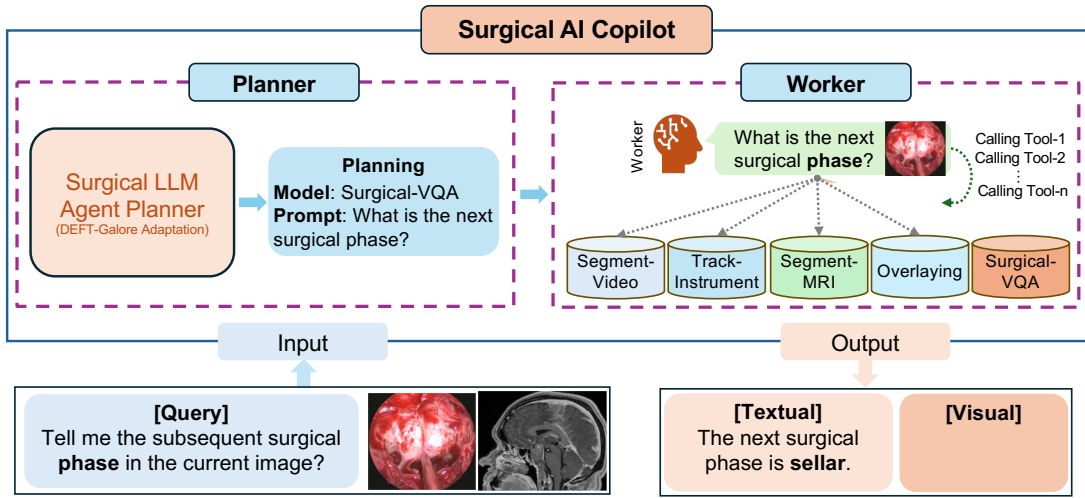 Surgical AI Copilot
Planner
Surgical LLM
Agent Planner
(DEFT-Galore Adaptation)
Planning
Model: Surgical-VQA
Prompt: What is the next
surgical phase?
Worker
Worker
What is the next
surgical phase?
Calling Tool-1
Calling Tool-2
⋮
Calling Tool-n
Segment-
Video
Track-
Instrument
Segment-
MRI
Overlaying
Surgical-
VQA
Input
Output
[Query]
Tell me the subsequent surgical
phase in the current image?
[Textual]
The next surgical
phase is sellar.
[Visual]